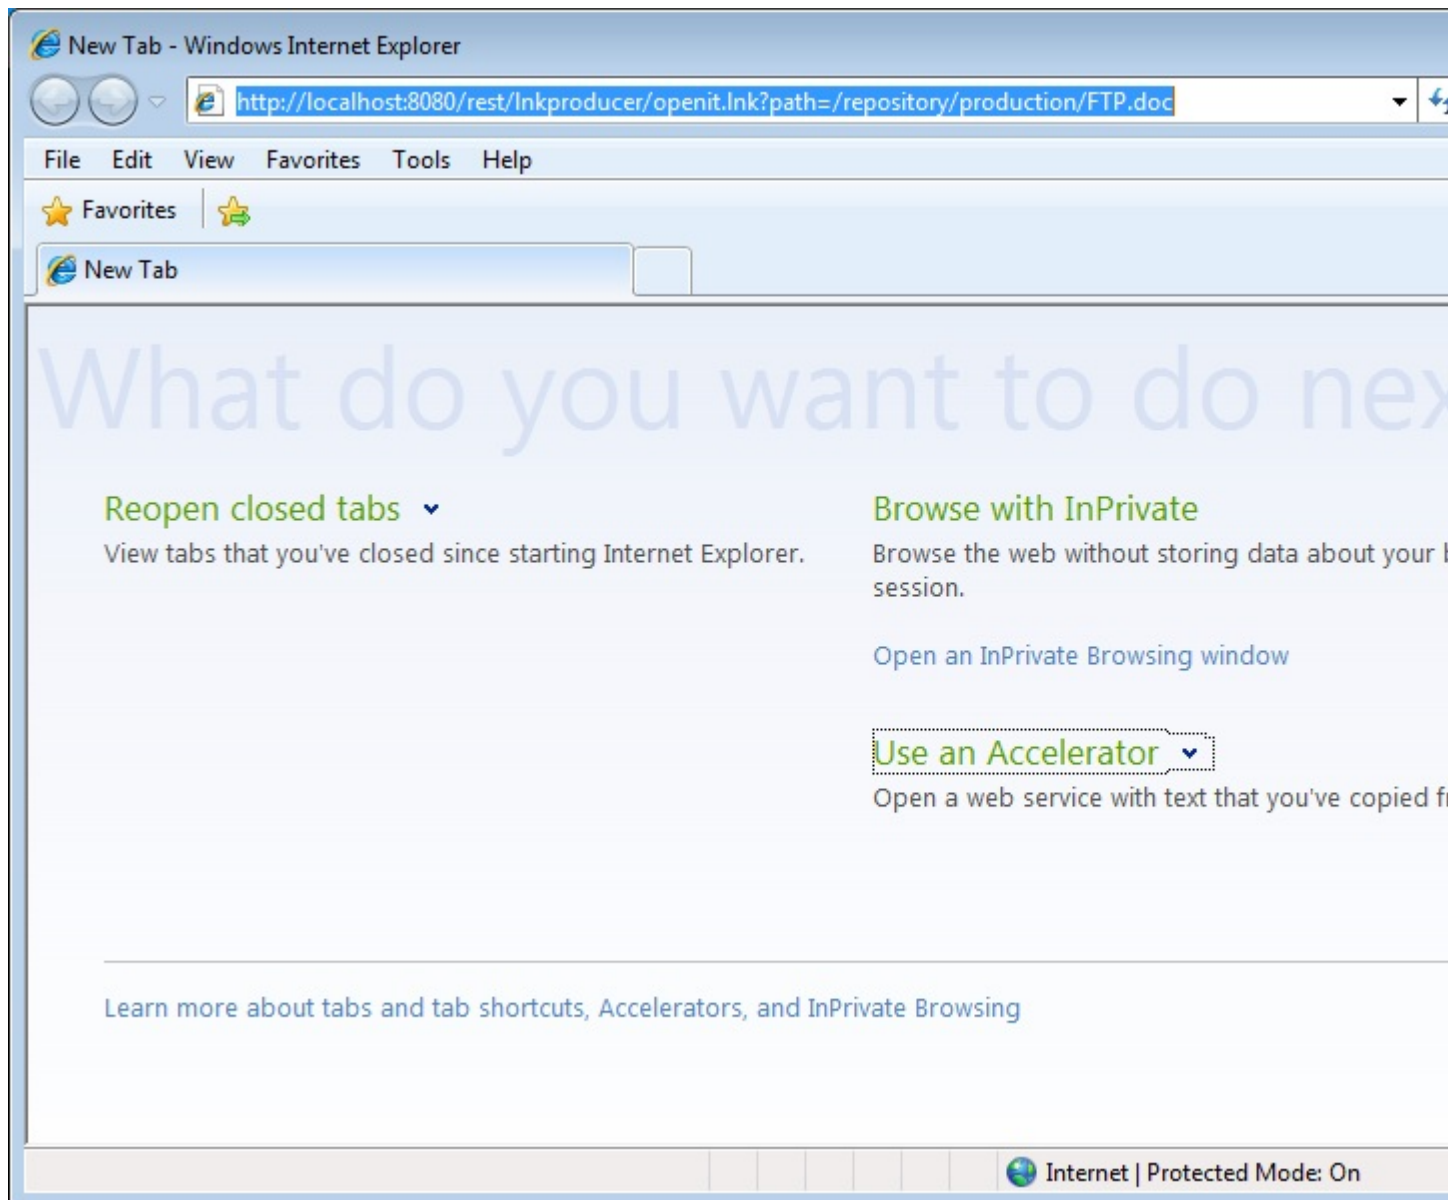 New Tab - Windows Internet Explorer
http://localhost:8080/rest/lnkproducer/openit.lnk?path=/repository/production/FTP.doc
File Edit View Favorites Tools Help
Favorites
New Tab
What do you want to do nex
Reopen closed tabs
View tabs that you've closed since starting Internet Explorer.
Browse with InPrivate
Browse the web without storing data about your b
session.
Open an InPrivate Browsing window
Use an Accelerator
Open a web service with text that you've copied fr
Learn more about tabs and tab shortcuts, Accelerators, and InPrivate Browsing
Internet | Protected Mode: On